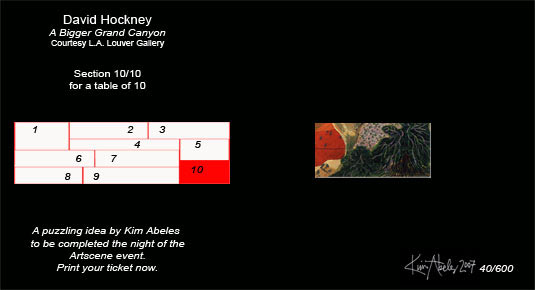 David Hockney
A Bigger Grand Canyon
Courtesy L.A. Louver Gallery
Section 10/10
for a table of 10
1 2 3
4 5
6 7
8 9 10
A puzzling idea by Kim Abeles
to be completed the night of the
Artscene event.
Print your ticket now.
Kim Abeles 2007 40/600